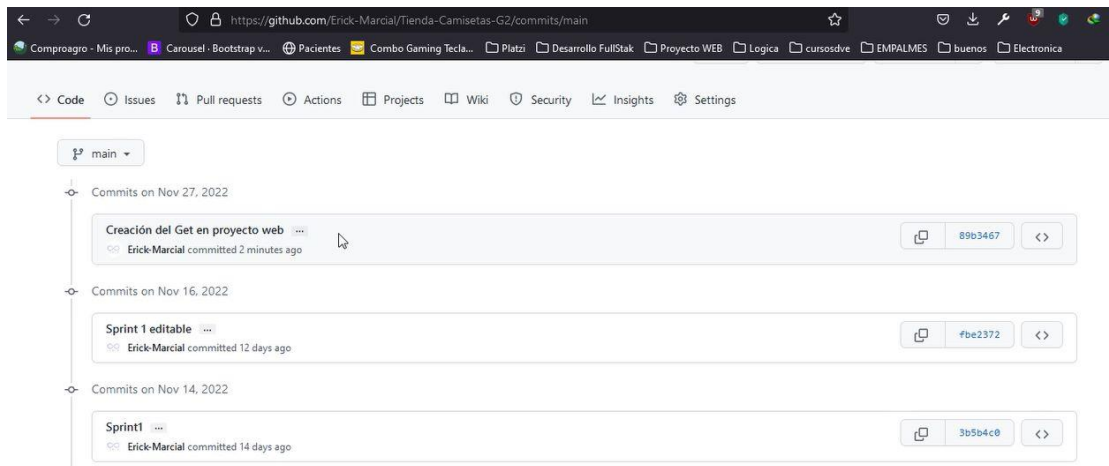 https://github.com/Erick-Marcial/Tienda-Camisetas-G2/commits/main
9
Comproagro - Mis pro... B Carousel · Bootstrap v... Pacientes Combo Gaming Tecla... Platzi Desarrollo FullStak Proyecto WEB Logica cursosdve EMPALMES buenos Electronica
<> Code Issues Pull requests Actions Projects Wiki Security Insights Settings
main
Commits on Nov 27, 2022
Creación del Get en proyecto web ...
Erick-Marcial committed 2 minutes ago
89b3467 <>
Commits on Nov 16, 2022
Sprint 1 editable ...
Erick-Marcial committed 12 days ago
fbe2372 <>
Commits on Nov 14, 2022
Sprint1 ...
Erick-Marcial committed 14 days ago
3b5b4c0 <>